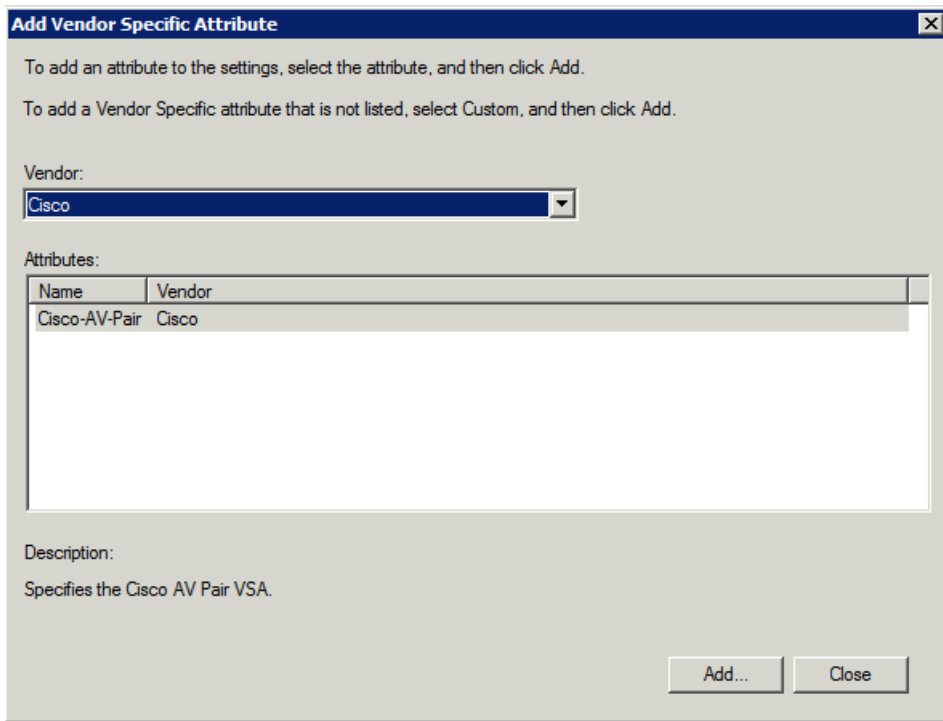 Add Vendor Specific Attribute
To add an attribute to the settings, select the attribute, and then click Add.
To add a Vendor Specific attribute that is not listed, select Custom, and then click Add.
Vendor:
Cisco
Attributes:
Name Vendor
Cisco-AV-Pair Cisco
Description:
Specifies the Cisco AV Pair VSA.
Add... Close